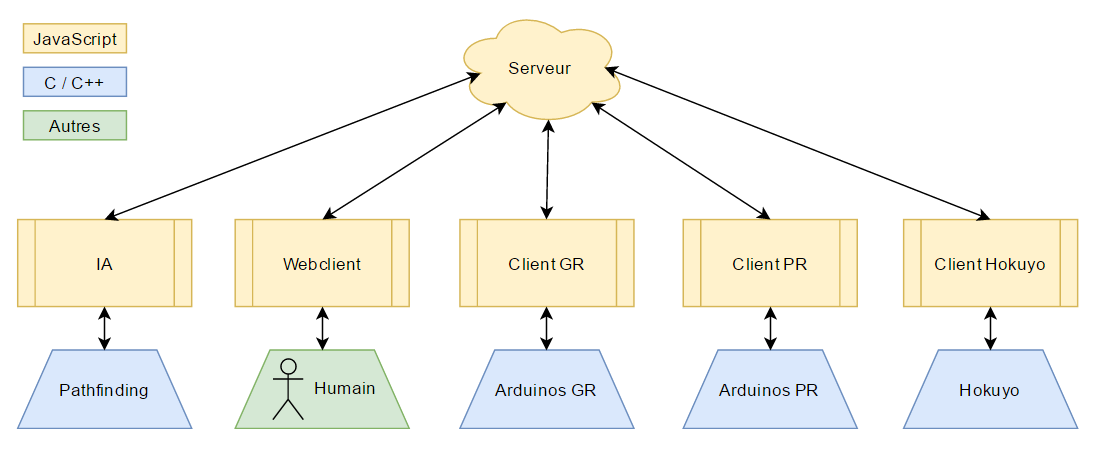 JavaScript
C / C++
Autres
Serveur
IA
Webclient
Client GR
Client PR
Client Hokuyo
Pathfinding
Humain
Arduinos GR
Arduinos PR
Hokuyo